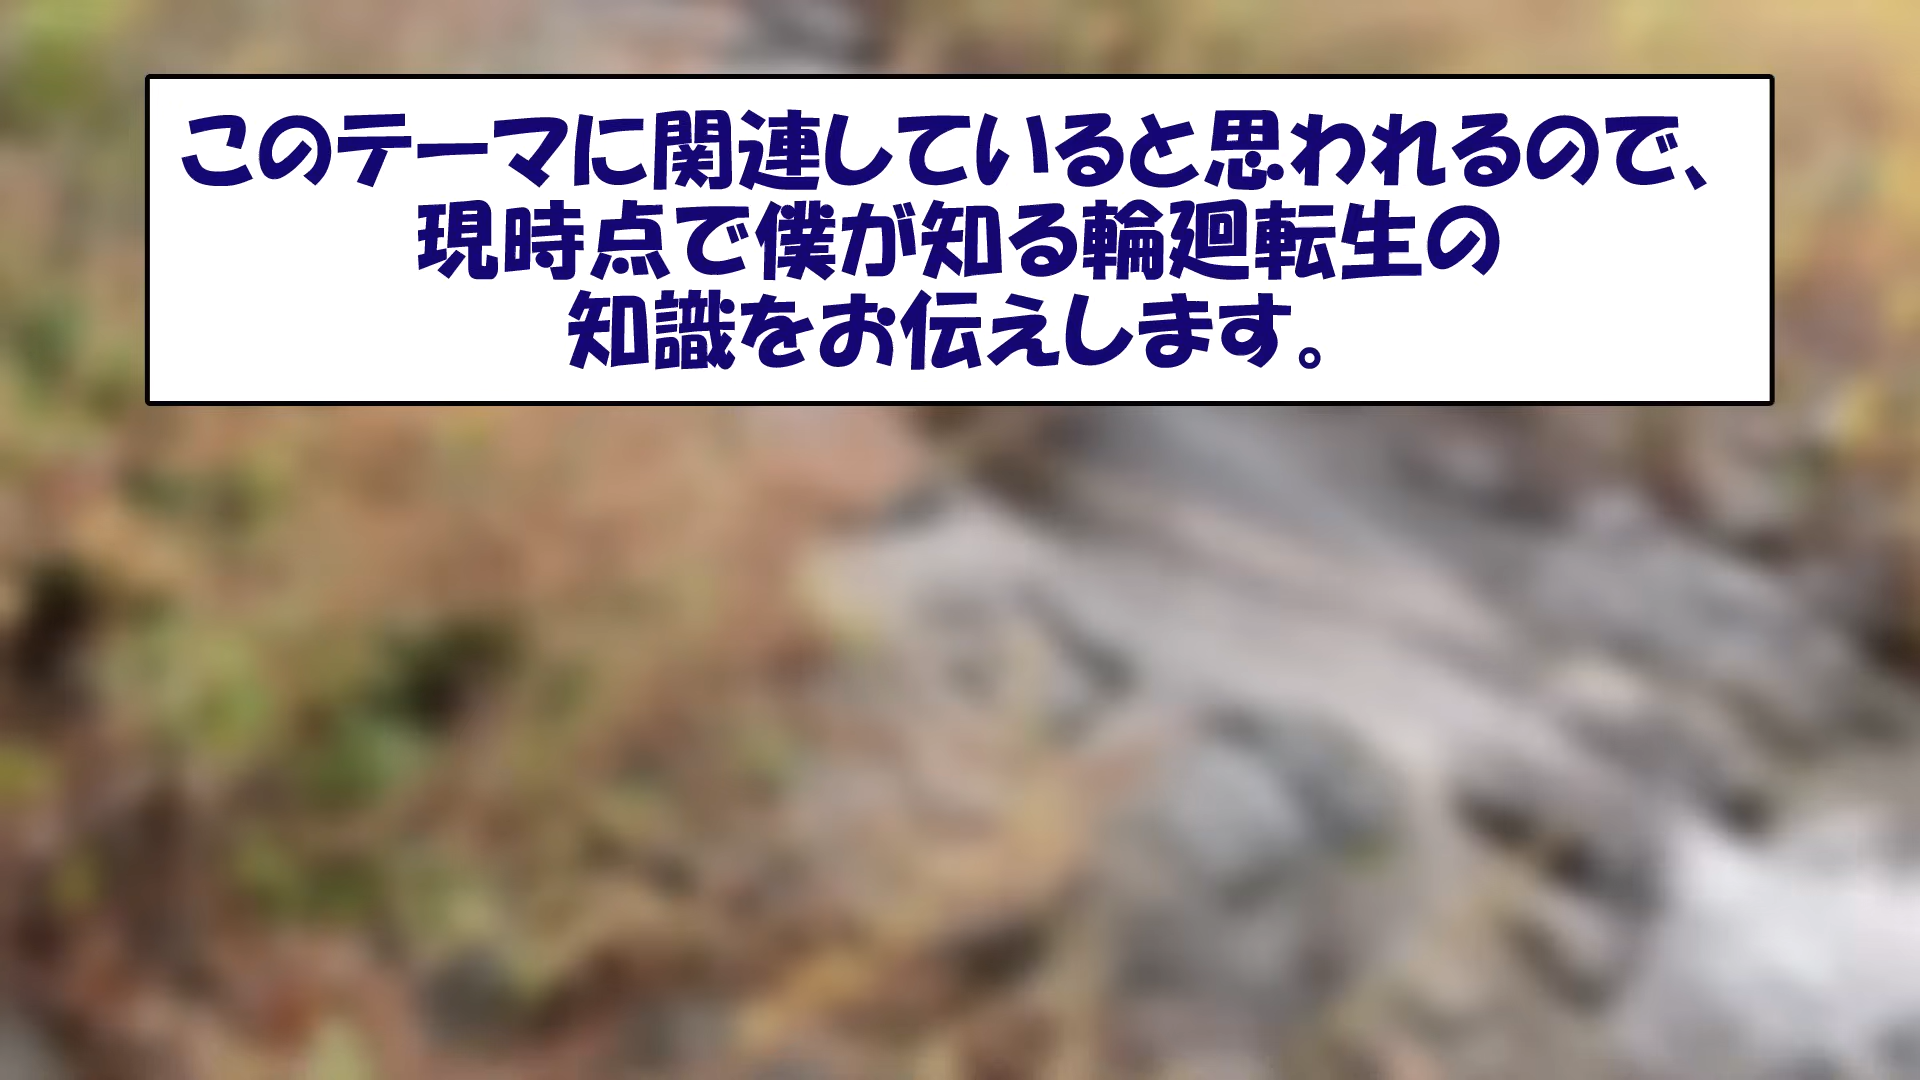 このテーマに関連していると思われるので、
現時点で僕が知る輪廻転生の
知識をお伝えします。